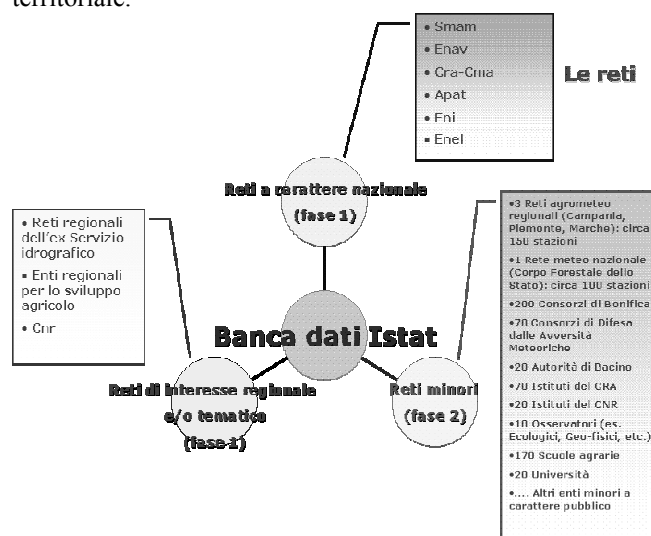 territoriale.
• Smam
• Enav
• Cra-Cma
• Apat
• Eni
• Enel
Le reti
Reti a carattere nazionale
(fase 1)
• Reti regionali
dell'ex Servizio
idrografico
• Enti regionali
per lo sviluppo
agricolo
• Cnr
Banca dati Istat
Reti di interesse regionale
e/o tematico
(fase 1)
Reti minori
(fase 2)
•3 Reti agrumeteo
regionali (Campania,
Piemonte, Marche): circa
150 stazioni
•1 Rete meteo nazionale
(Corpo Forestale dello
Stato): circa 100 stazioni
•200 Consorzi di Bonifica
•70 Consorzi di Difesa
dalle Avversità
Meteoriche
•20 Autorità di Bacino
•70 Istituti del CRA
•20 Istituti del CNR
•10 Osservatori (es.
Ecologici, Geo-fisici, etc.)
•170 Scuole agrarie
•20 Università
•.... Altri enti minori a
carattere pubblico